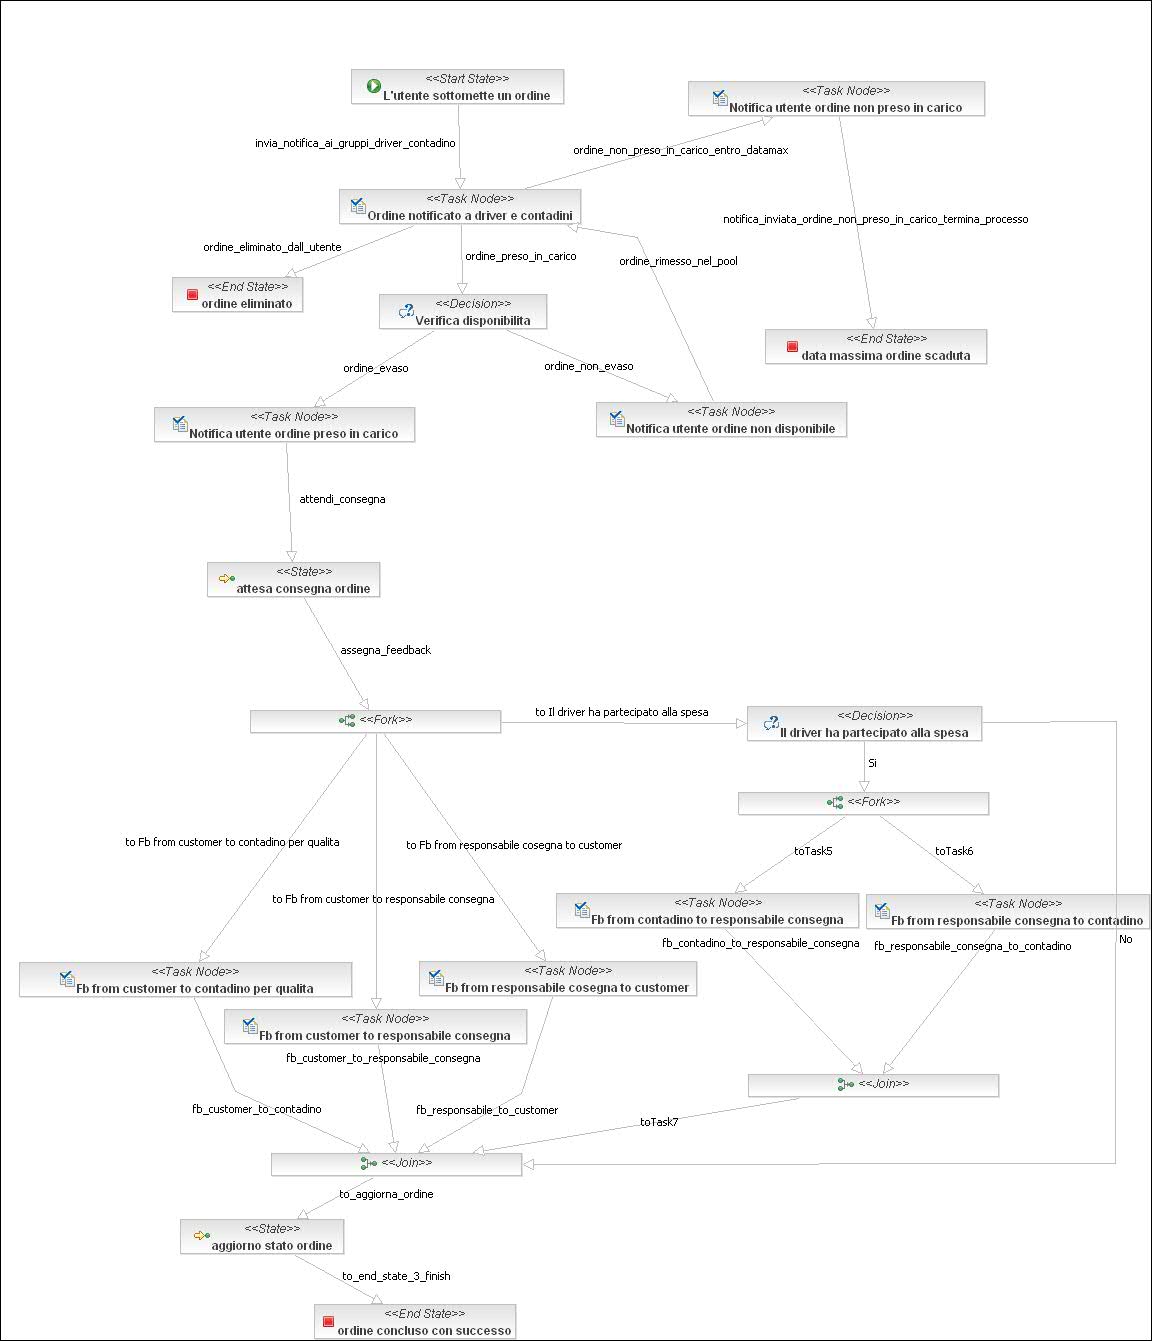 <<Start State>>
L'utente sottomette un ordine
<<Task Node>>
Notifica utente ordine non preso in carico
invia_notifica_ai_gruppi_driver_contadino
ordine_non_preso_in_carico_entro_datamax
<<Task Node>>
Ordine notificato a driver e contadini
notifica_inviata_ordine_non_preso_in_carico_termina_processo
ordine_eliminato_dall_utente
ordine_preso_in_carico
ordine_rimesso_nel_pool
<<End State>>
ordine eliminato
<<Decision>>
Verifica disponibilita
<<End State>>
data massima ordine scaduta
ordine_evaso
ordine_non_evaso
<<Task Node>>
Notifica utente ordine preso in carico
<<Task Node>>
Notifica utente ordine non disponibile
attendi_consegna
<<State>>
attesa consegna ordine
assegna_feedback
<<Fork>>
to Il driver ha partecipato alla spesa
<<Decision>>
Il driver ha partecipato alla spesa
Si
<<Fork>>
to Fb from customer to contadino per qualita
to Fb from responsabile cosegna to customer
toTask5
toTask6
to Fb from customer to responsabile consegna
<<Task Node>>
Fb from contadino to responsabile consegna
<<Task Node>>
Fb from responsabile consegna to contadino
fb_contadino_to_responsabile_consegna
fb_responsabile_consegna_to_contadino
No
<<Task Node>>
Fb from customer to contadino per qualita
<<Task Node>>
Fb from responsabile cosegna to customer
<<Task Node>>
Fb from customer to responsabile consegna
fb_customer_to_responsabile_consegna
<<Join>>
fb_customer_to_contadino
fb_responsabile_to_customer
toTask7
<<Join>>
to_aggiorna_ordine
<<State>>
aggiorno stato ordine
to_end_state_3_finish
<<End State>>
ordine concluso con successo